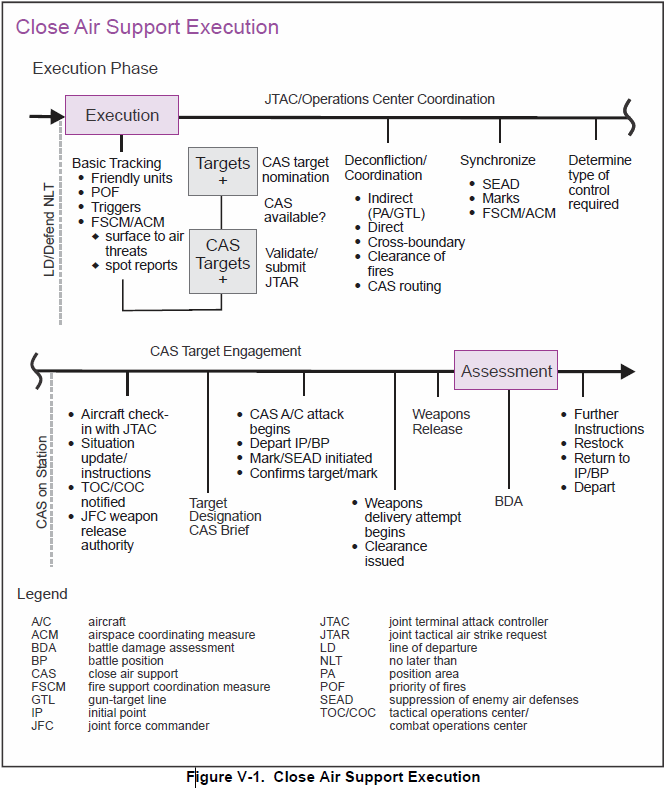 Close Air Support Execution
Execution Phase
Execution
JTAC/Operations Center Coordination
LD/Defend NLT
Basic Tracking
• Friendly units
• POF
• Triggers
• FSCM/ACM
◆ surface to air
threats
◆ spot reports
Targets
+
CAS
Targets
+
CAS target
nomination
CAS
available?
Validate/
submit
JTAR
Deconfliction/
Coordination
• Indirect
(PA/GTL)
• Direct
• Cross-boundary
• Clearance of
fires
• CAS routing
Synchronize
• SEAD
• Marks
• FSCM/ACM
Determine
type of
control
required
CAS Target Engagement
Assessment
CAS on Station
• Aircraft check-
in with JTAC
• Situation
update/
instructions
• TOC/COC
notified
• JFC weapon
release
authority
Target
Designation
CAS Brief
• CAS A/C attack
begins
• Depart IP/BP
• Mark/SEAD initiated
• Confirms target/mark
• Weapons
delivery attempt
begins
• Clearance
issued
Weapons
Release
BDA
• Further
Instructions
• Restock
• Return to
IP/BP
• Depart
Legend
A/C aircraft
ACM airspace coordinating measure
BDA battle damage assessment
BP battle position
CAS close air support
FSCM fire support coordination measure
GTL gun-target line
IP initial point
JFC joint force commander
JTAC joint terminal attack controller
JTAR joint tactical air strike request
LD line of departure
NLT no later than
PA position area
POF priority of fires
SEAD suppression of enemy air defenses
TOC/COC tactical operations center/
combat operations center
Figure V-1. Close Air Support Execution